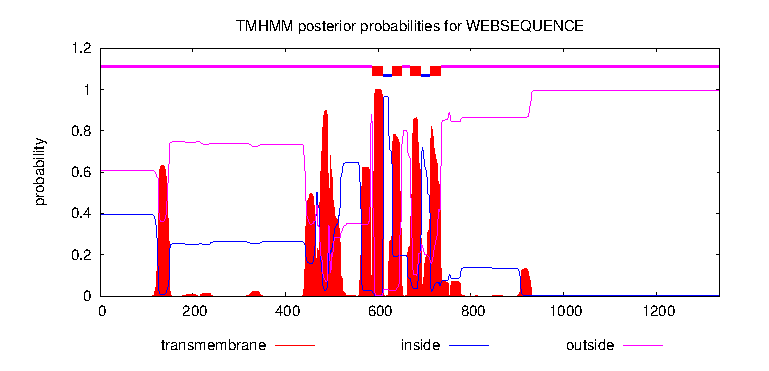 TMHMM posterior probabilities for WEBSEQUENCE
1.2
1
0.8
0.6
0.4
0.2
0
probability
0 200 400 600 800 1000 1200
transmembrane inside outside